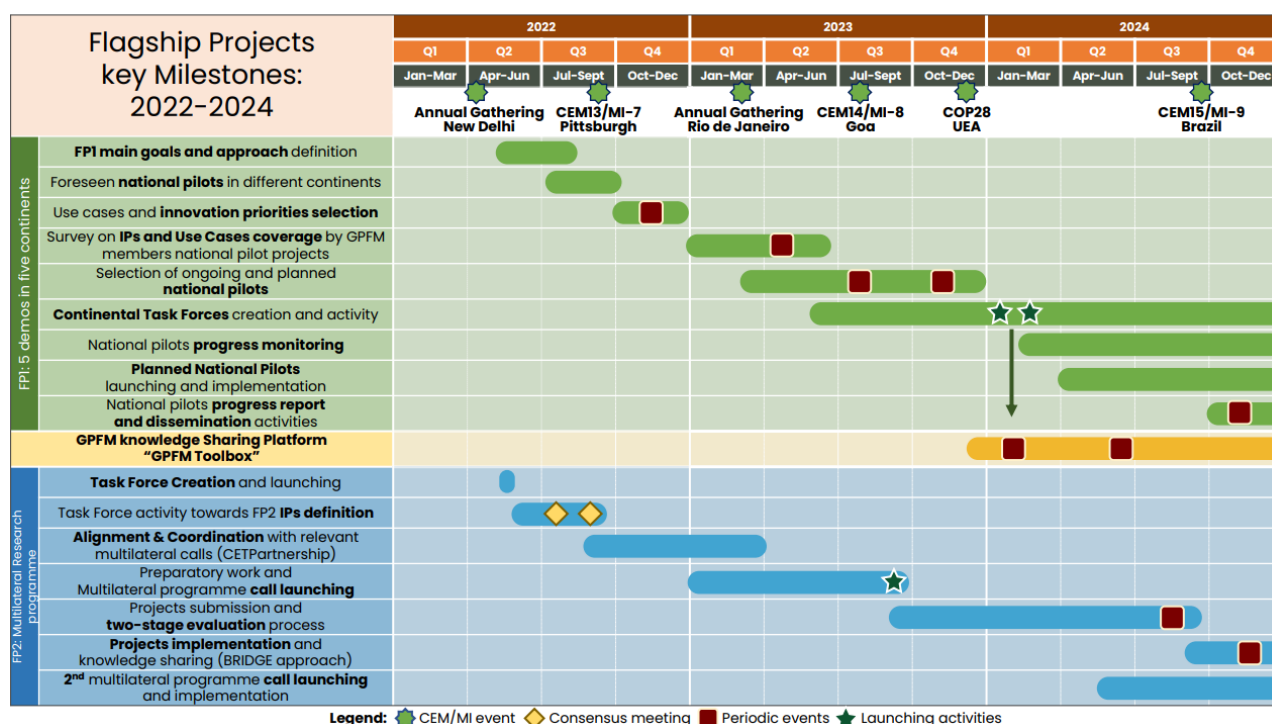 Flagship Projects
key Milestones:
2022-2024
2022 2023 2024
Q1 Q2 Q3 Q4 Q1 Q2 Q3 Q4 Q1 Q2 Q3 Q4
Jan-Mar Apr-Jun Jul-Sept Oct-Dec Jan-Mar Apr-Jun Jul-Sept Oct-Dec Jan-Mar Apr-Jun Jul-Sept Oct-Dec
Annual Gathering
New Delhi
CEM13/MI-7
Pittsburgh
Annual Gathering
Rio de Janeiro
CEM14/MI-8
Goa
COP28
UEA
CEM15/MI-9
Brazil
FP1: 5 demos in five continents
FP1 main goals and approach definition
Foreseen national pilots in different continents
Use cases and innovation priorities selection
Survey on IPs and Use Cases coverage by GPFM
members national pilot projects
Selection of ongoing and planned
national pilots
Continental Task Forces creation and activity
National pilots progress monitoring
Planned National Pilots
launching and implementation
National pilots progress report
and dissemination activities
GPFM knowledge Sharing Platform
“GPFM Toolbox”
FP2: Multilateral Research
programme
Task Force Creation and launching
Task Force activity towards FP2 IPs definition
Alignment & Coordination with relevant
multilateral calls (CETPartnership)
Preparatory work and
Multilateral programme call launching
Projects submission and
two-stage evaluation process
Projects implementation and
knowledge sharing (BRIDGE approach)
2nd multilateral programme call launching
and implementation
Legend: CEM/MI event Consensus meeting Periodic events Launching activities